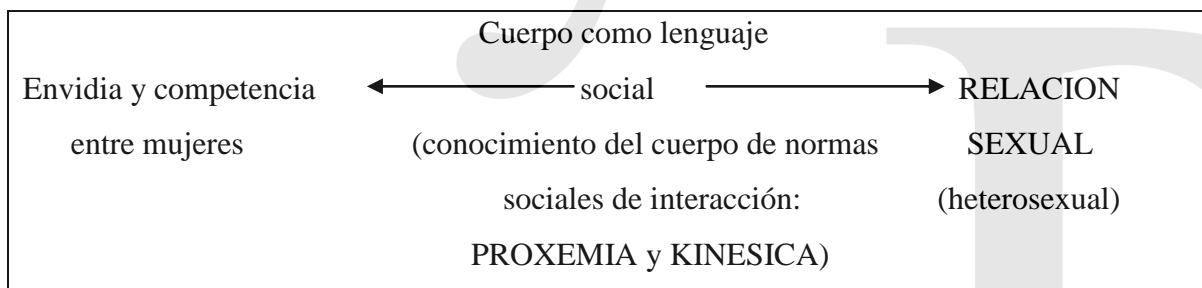 Cuerpo como lenguaje
Envidia y competencia social RELACION
entre mujeres (conocimiento del cuerpo de normas SEXUAL
sociales de interacción: (heterosexual)
PROXEMIA y KINESICA)